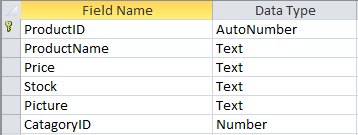 Field Name Data Type
ProductID AutoNumber
ProductName Text
Price Text
Stock Text
Picture Text
CatagoryID Number